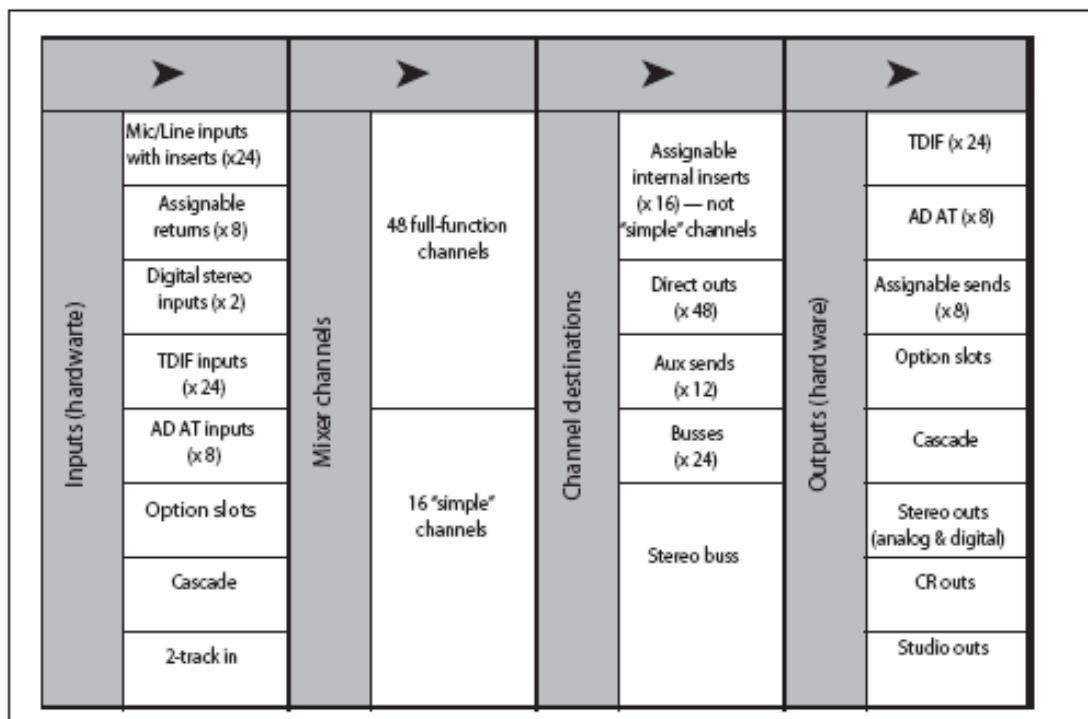 Inputs (hardwarte)
Mic/Line inputs
with inserts (x24)
Assignable
returns (x 8)
Digital stereo
inputs (x 2)
TDIF inputs
(x 24)
AD AT inputs
(x 8)
Option slots
Cascade
2-track in
Mixer channels
48 full-function
channels
16 "simple"
channels
Channel destinations
Assignable
internal inserts
(x 16) — not
"simple" channels
Direct outs
(x 48)
Aux sends
(x 12)
Busses
(x 24)
Stereo buss
Outputs (hardware)
TDIF (x 24)
AD AT (x 8)
Assignable sends
(x 8)
Option slots
Cascade
Stereo outs
(analog & digital)
CR outs
Studio outs